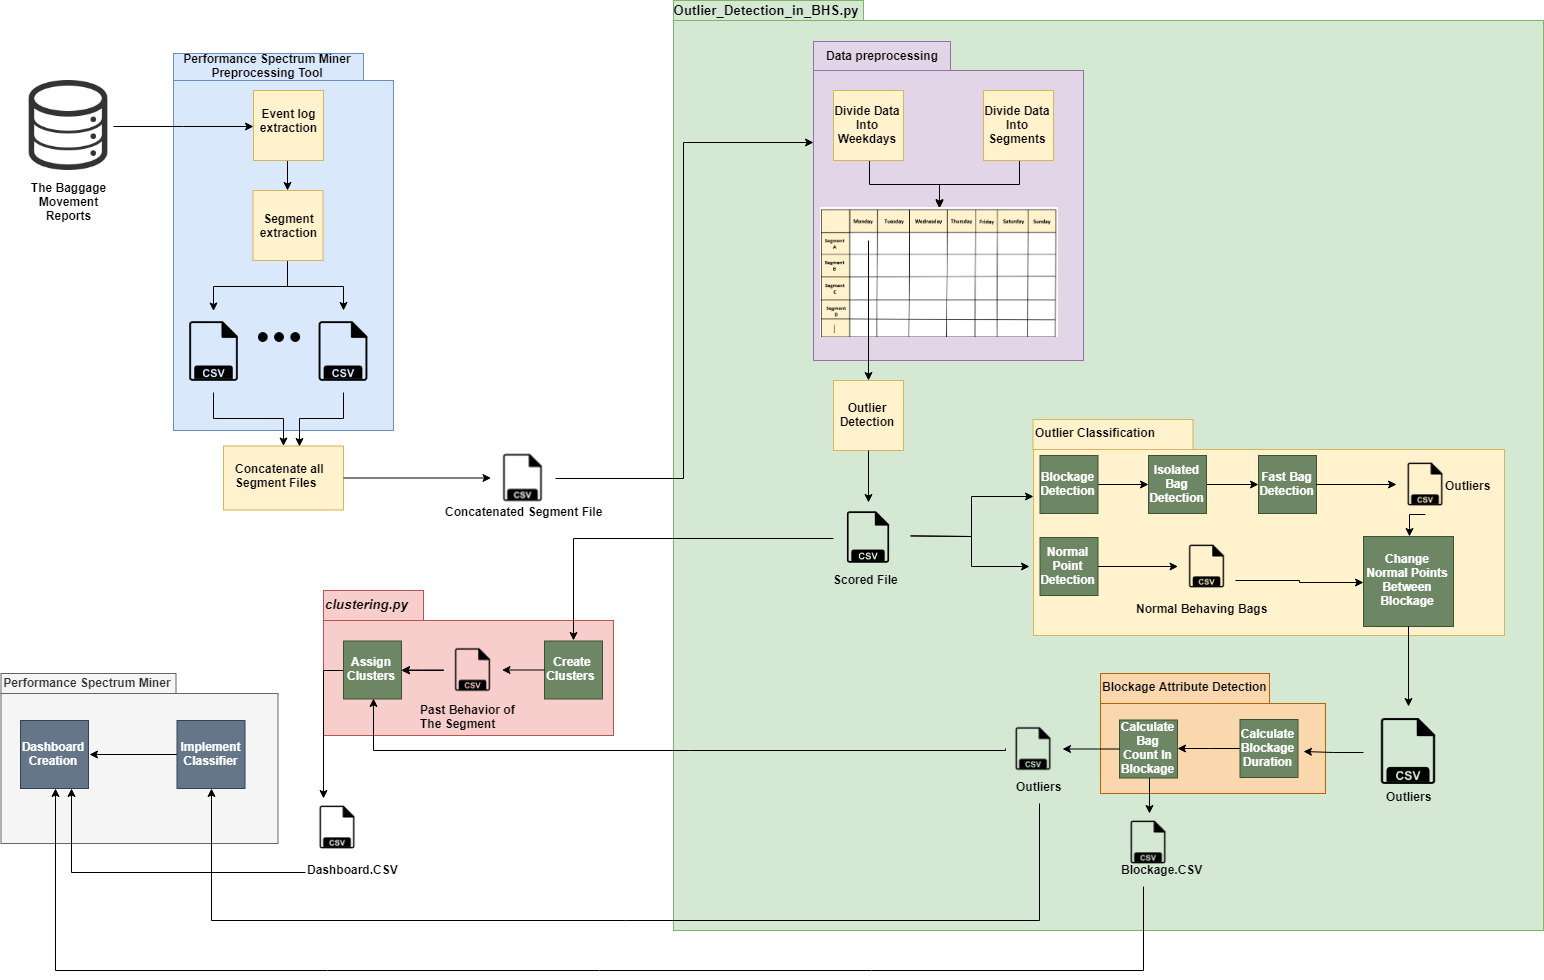 Outlier_Detection_in_BHS.py
Performance Spectrum Miner
Preprocessing Tool
Event log
extraction
Segment
extraction
CSV
CSV
The Baggage
Movement
Reports
Concatenate all
Segment Files
CSV
Concatenated Segment File
Data preprocessing
Divide Data
Into
Weekdays
Divide Data
Into
Segments
Monday Tuesday Wednesday Thursday Friday Saturday Sunday
Segment
A
Segment
B
Segment
C
Segment
D
Outlier
Detection
CSV
Scored File
Outlier Classification
Blockage
Detection
Isolated
Bag
Detection
Fast Bag
Detection
CSV
Outliers
Normal
Point
Detection
CSV
Normal Behaving Bags
Change
Normal Points
Between
Blockage
clustering.py
Assign
Clusters
CSV
Past Behavior of
The Segment
Create
Clusters
Performance Spectrum Miner
Dashboard
Creation
Implement
Classifier
CSV
Dashboard.CSV
CSV
Outliers
Blockage Attribute Detection
Calculate
Bag
Count In
Blockage
Calculate
Blockage
Duration
CSV
Outliers
CSV
Blockage.CSV